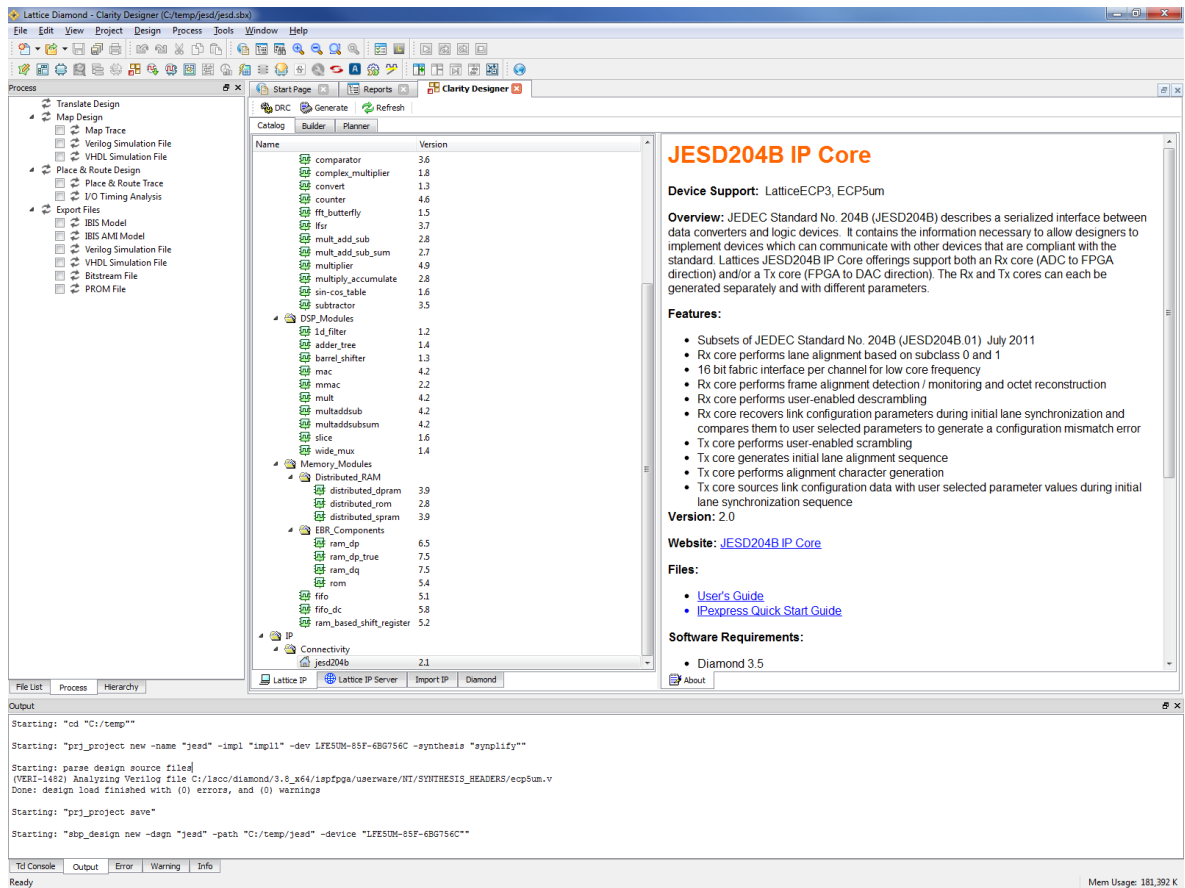 Lattice Diamond - Clarity Designer (C:/temp/jesd/jesd.sbx)
File Edit View Project Design Process Tools Window Help
Process
Translate Design
Map Design
Map Trace
Verilog Simulation File
VHDL Simulation File
Place & Route Design
Place & Route Trace
I/O Timing Analysis
Export Files
IBIS Model
IBIS AMI Model
Verilog Simulation File
VHDL Simulation File
Bitstream File
PROM File
File List Process Hierarchy
Start Page Reports Clarity Designer
DRC Generate Refresh
Catalog Builder Planner
Name Version
comparator 3.6
complex_multiplier 1.8
convert 1.3
counter 4.6
fft_butterfly 1.5
lfsr 3.7
mult_add_sub 2.8
mult_add_sub_sum 2.7
multiplier 4.9
multiply_accumulate 2.8
sin-cos_table 1.6
subtractor 3.5
DSP_Modules
1d_filter 1.2
adder_tree 1.4
barrel_shifter 1.3
mac 4.2
mmac 2.2
mult 4.2
multaddsub 4.2
multaddsubsum 4.2
slice 1.6
wide_mux 1.4
Memory_Modules
Distributed_RAM
distributed_dpram 3.9
distributed_rom 2.8
distributed_spram 3.9
EBR_Components
ram_dp 6.5
ram_dp_true 7.5
ram_dq 7.5
rom 5.4
fifo 5.1
fifo_dc 5.8
ram_based_shift_register 5.2
IP
Connectivity
jesd204b 2.1
Lattice IP Lattice IP Server Import IP Diamond
JESD204B IP Core
Device Support: LatticeECP3, ECP5um
Overview: JEDEC Standard No. 204B (JESD204B) describes a serialized interface between
data converters and logic devices. It contains the information necessary to allow designers to
implement devices which can communicate with other devices that are compliant with the
standard. Lattices JESD204B IP Core offerings support both an Rx core (ADC to FPGA
direction) and/or a Tx core (FPGA to DAC direction). The Rx and Tx cores can each be
generated separately and with different parameters.
Features:
• Subsets of JEDEC Standard No. 204B (JESD204B.01) July 2011
• Rx core performs lane alignment based on subclass 0 and 1
• 16 bit fabric interface per channel for low core frequency
• Rx core performs frame alignment detection / monitoring and octet reconstruction
• Rx core performs user-enabled descrambling
• Rx core recovers link configuration parameters during initial lane synchronization and
compares them to user selected parameters to generate a configuration mismatch error
• Tx core performs user-enabled scrambling
• Tx core generates initial lane alignment sequence
• Tx core performs alignment character generation
• Tx core sources link configuration data with user selected parameter values during initial
lane synchronization sequence
Version: 2.0
Website: JESD204B IP Core
Files:
• User's Guide
• IPexpress Quick Start Guide
Software Requirements:
• Diamond 3.5
About
Output
Starting: "cd "C:/temp""
Starting: "prj_project new -name "jesd" -impl "impl1" -dev LFE5UM-85F-6BG756C -synthesis "synplify""
Starting: parse design source files
(VERI-1482) Analyzing Verilog file C:/lscc/diamond/3.8_x64/ispfpga/userware/NT/SYNTHESIS_HEADERS/ecp5um.v
Done: design load finished with (0) errors, and (0) warnings
Starting: "prj_project save"
Starting: "sbp_design new -dsgn "jesd" -path "C:/temp/jesd" -device "LFE5UM-85F-6BG756C""
Tcl Console Output Error Warning Info
Ready Mem Usage: 181,392 K